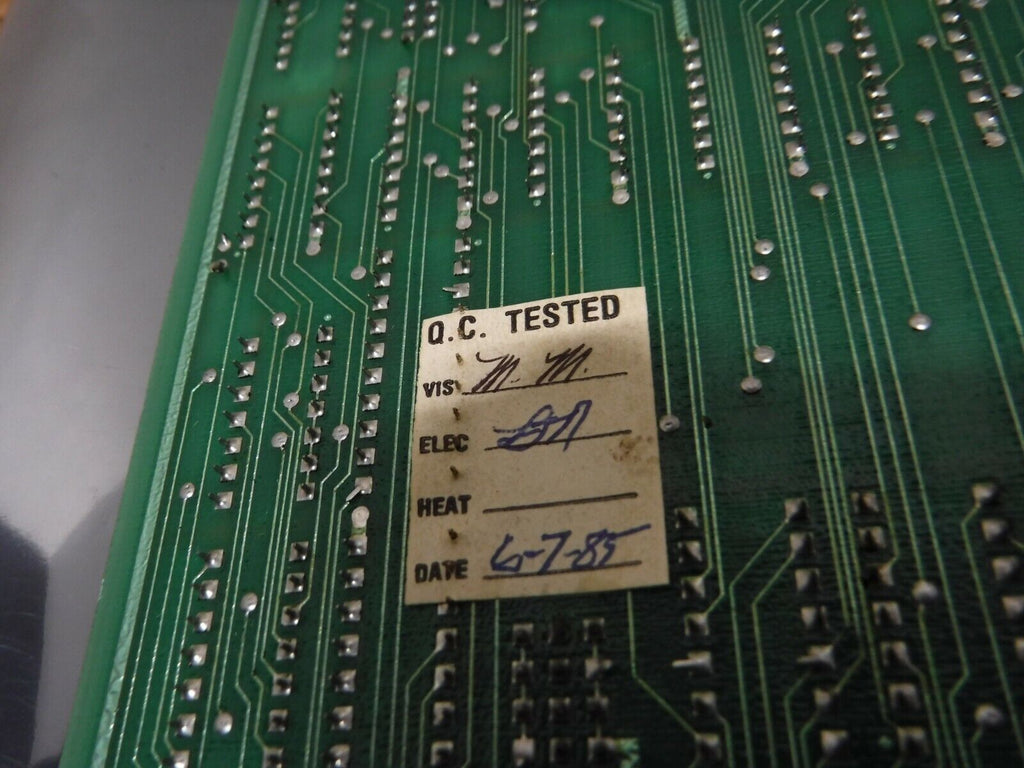 Q.C. TESTED
VIS M. M.
ELEC
HEAT
DATE 6-7-85